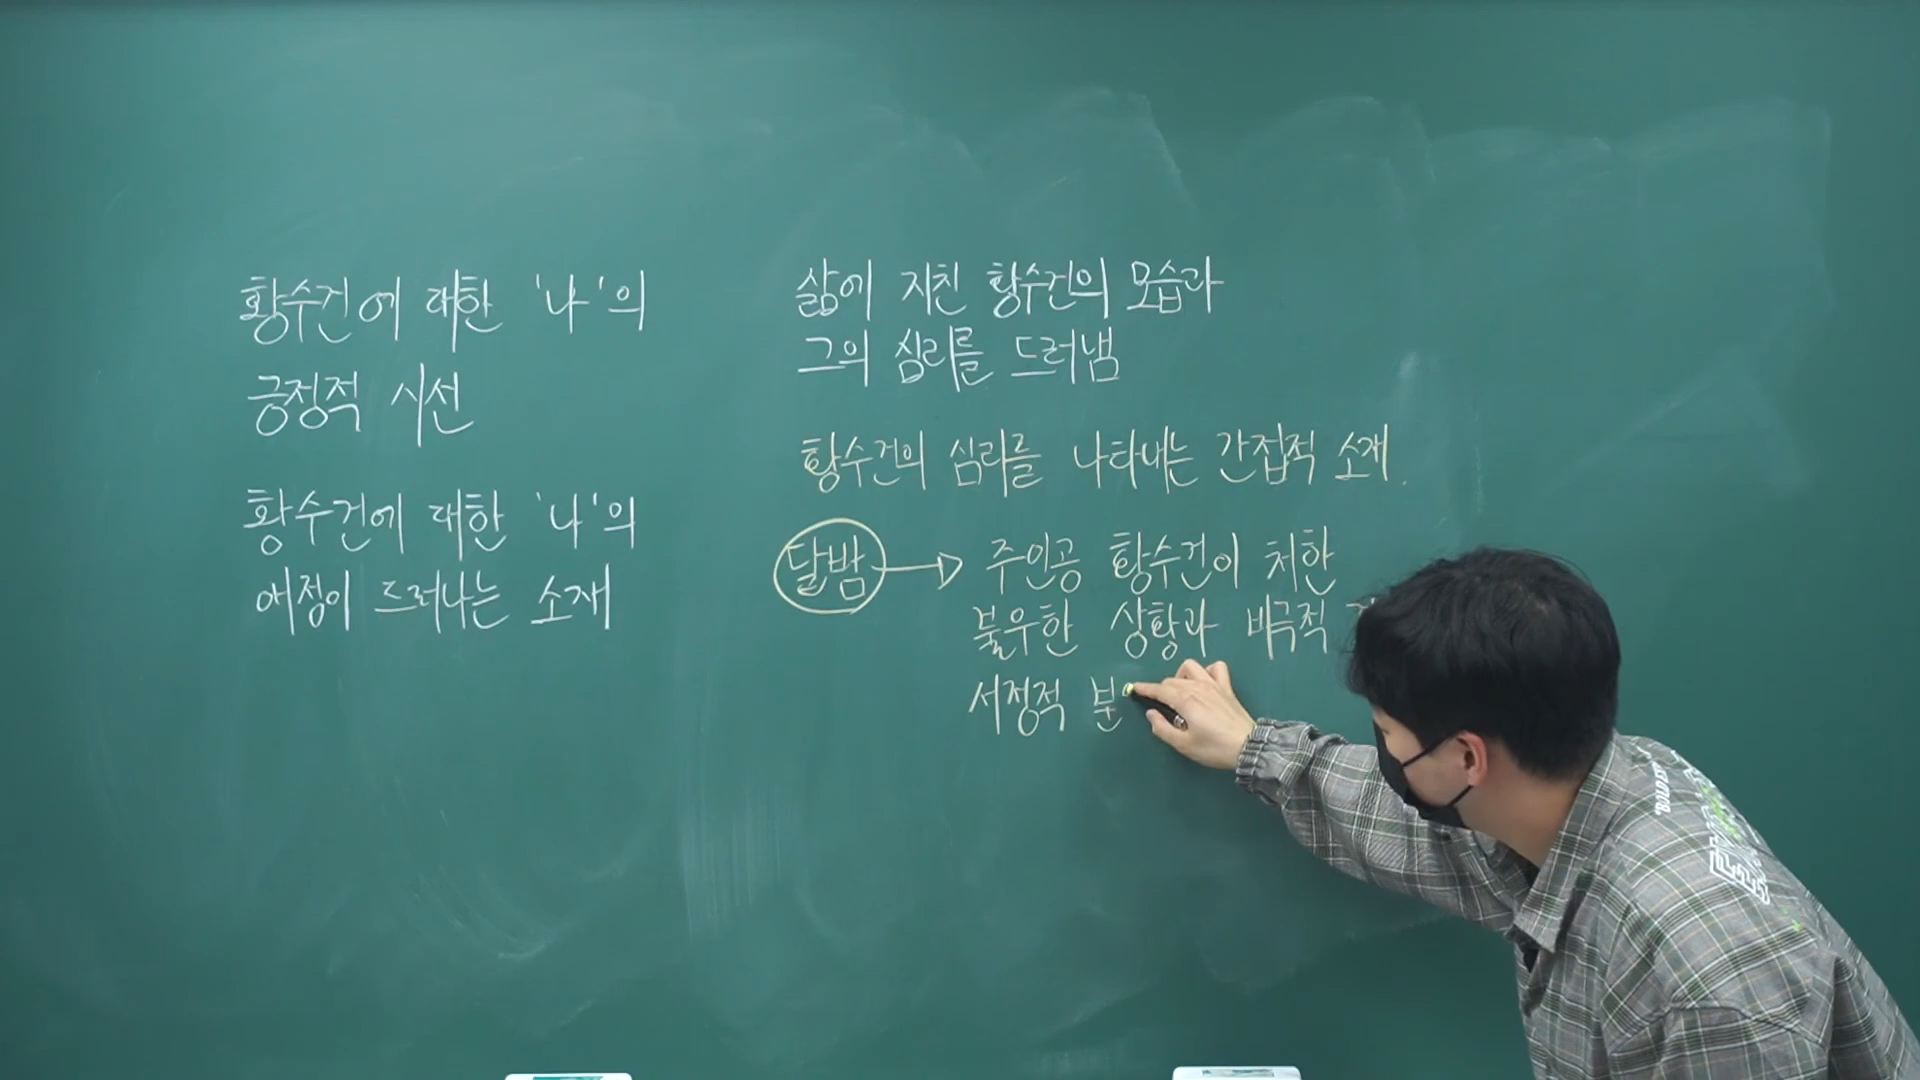 황수건에 대한 '나'의
긍정적 시선
황수건에 대한 '나'의
애정이 드러나는 소재
삶에 지친 황수건의 모습과
그의 심리를 드러냄
황수건의 심리를 나타내는 간접적 소재.
달밤 → 주인공 황수건이 처한
불우한 상황과 비극적
서정적 분